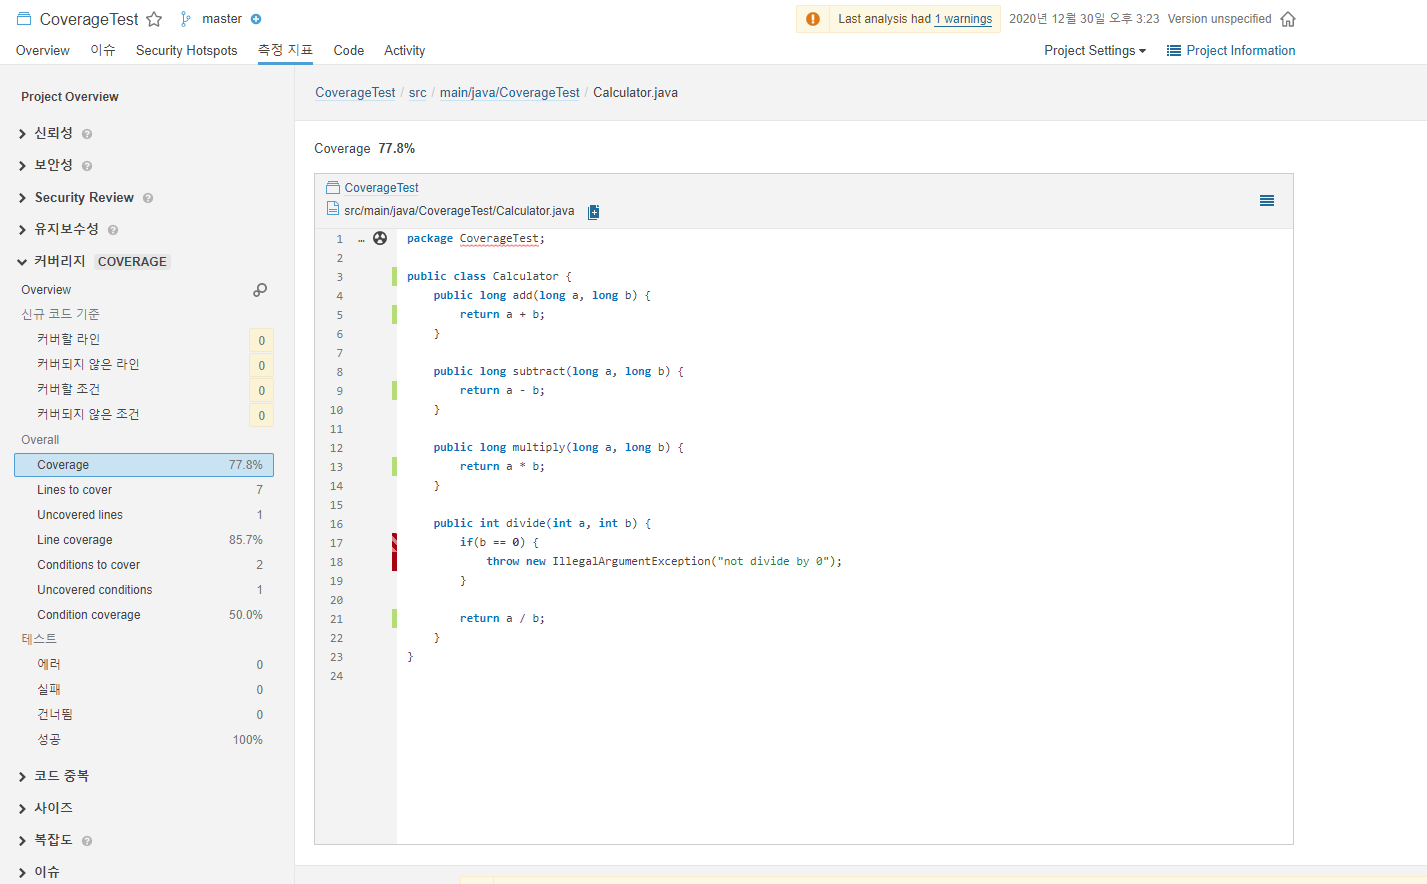 CoverageTest master Last analysis had 1 warnings 2020년 12월 30일 오후 3:23 Version unspecified
Overview 이슈 Security Hotspots 측정 지표 Code Activity Project Settings Project Information
Project Overview
신뢰성
보안성
Security Review
유지보수성
커버리지 COVERAGE
Overview
신규 코드 기준
커버할 라인 0
커버되지 않은 라인 0
커버할 조건 0
커버되지 않은 조건 0
Overall
Coverage 77.8%
Lines to cover 7
Uncovered lines 1
Line coverage 85.7%
Conditions to cover 2
Uncovered conditions 1
Condition coverage 50.0%
테스트
에러 0
실패 0
건너뜀 0
성공 100%
코드 중복
사이즈
복잡도
이슈
CoverageTest / src / main/java/CoverageTest / Calculator.java
Coverage 77.8%
CoverageTest
src/main/java/CoverageTest/Calculator.java
1 … package CoverageTest;
2
3 public class Calculator {
4 public long add(long a, long b) {
5 return a + b;
6 }
7
8 public long subtract(long a, long b) {
9 return a - b;
10 }
11
12 public long multiply(long a, long b) {
13 return a * b;
14 }
15
16 public int divide(int a, int b) {
17 if(b == 0) {
18 throw new IllegalArgumentException("not divide by 0");
19 }
20
21 return a / b;
22 }
23 }
24